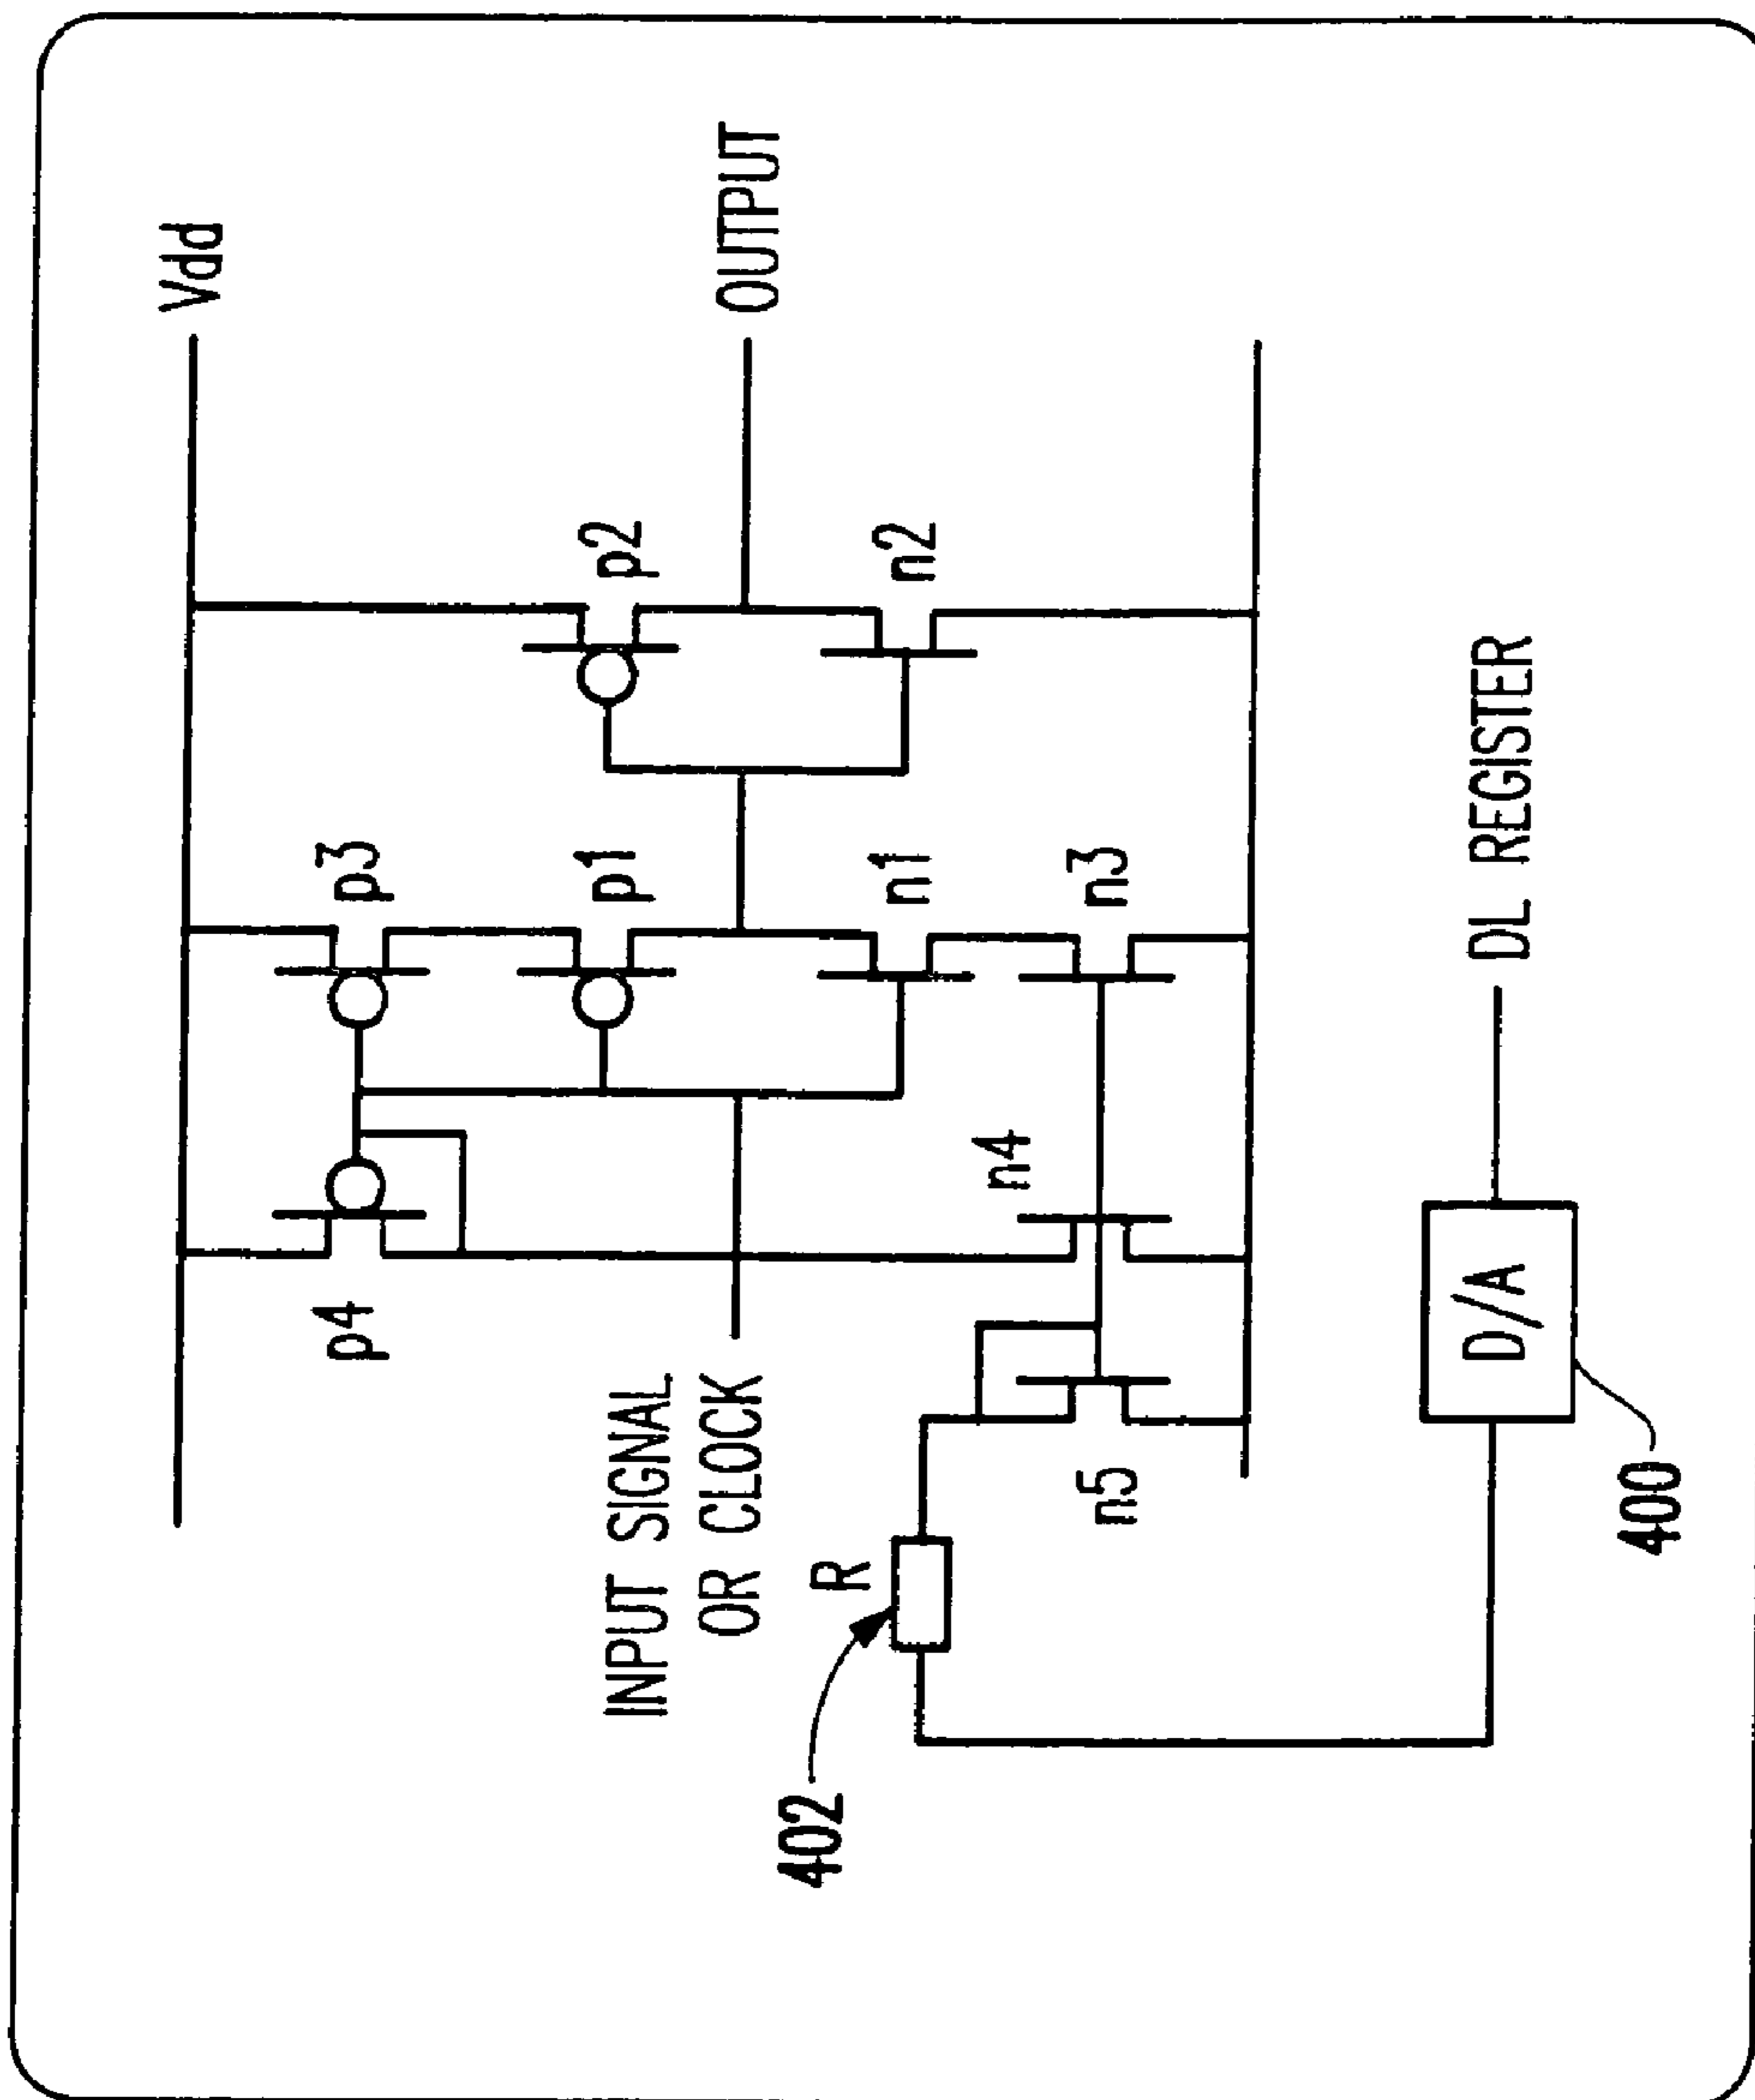 Vdd
p4
p3
p1
p2
OUTPUT
INPUT SIGNAL
OR CLOCK
n1
n2
402
R
n4
n3
n5
D/A
DL REGISTER
400